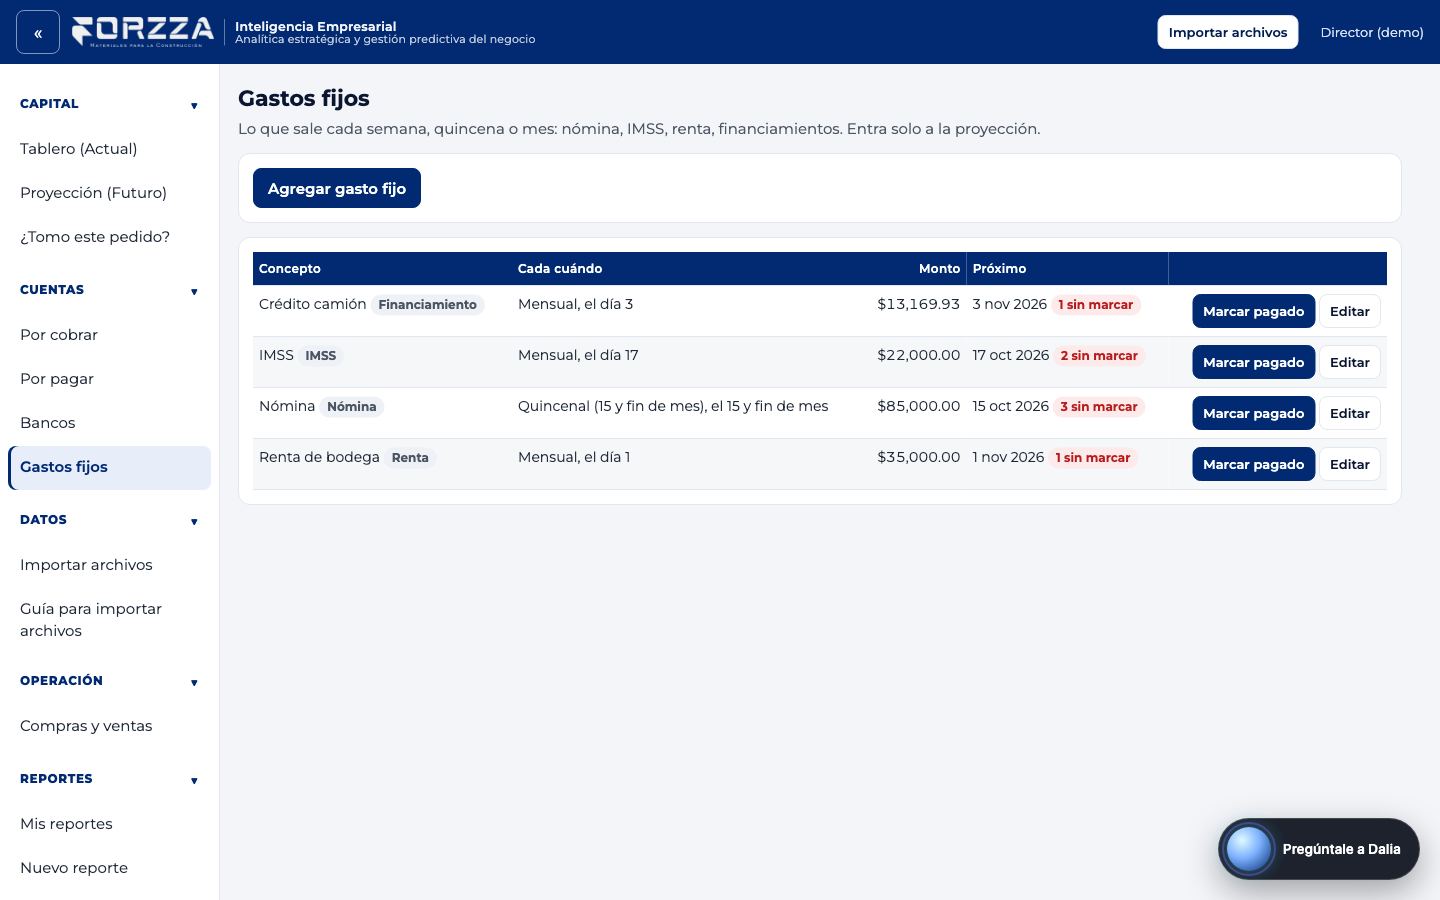 «
FORZZA
Materiales para la Construcción
Inteligencia Empresarial
Analítica estratégica y gestión predictiva del negocio
Importar archivos
Director (demo)
CAPITAL ▼
Tablero (Actual)
Proyección (Futuro)
¿Tomo este pedido?
CUENTAS ▼
Por cobrar
Por pagar
Bancos
Gastos fijos
DATOS ▼
Importar archivos
Guía para importar
archivos
OPERACIÓN ▼
Compras y ventas
REPORTES ▼
Mis reportes
Nuevo reporte
Gastos fijos
Lo que sale cada semana, quincena o mes: nómina, IMSS, renta, financiamientos. Entra solo a la proyección.
Agregar gasto fijo
Concepto Cada cuándo Monto Próximo
Crédito camión Financiamiento Mensual, el día 3 $13,169.93 3 nov 2026 1 sin marcar Marcar pagado Editar
IMSS IMSS Mensual, el día 17 $22,000.00 17 oct 2026 2 sin marcar Marcar pagado Editar
Nómina Nómina Quincenal (15 y fin de mes), el 15 y fin de mes $85,000.00 15 oct 2026 3 sin marcar Marcar pagado Editar
Renta de bodega Renta Mensual, el día 1 $35,000.00 1 nov 2026 1 sin marcar Marcar pagado Editar
Pregúntale a Dalia